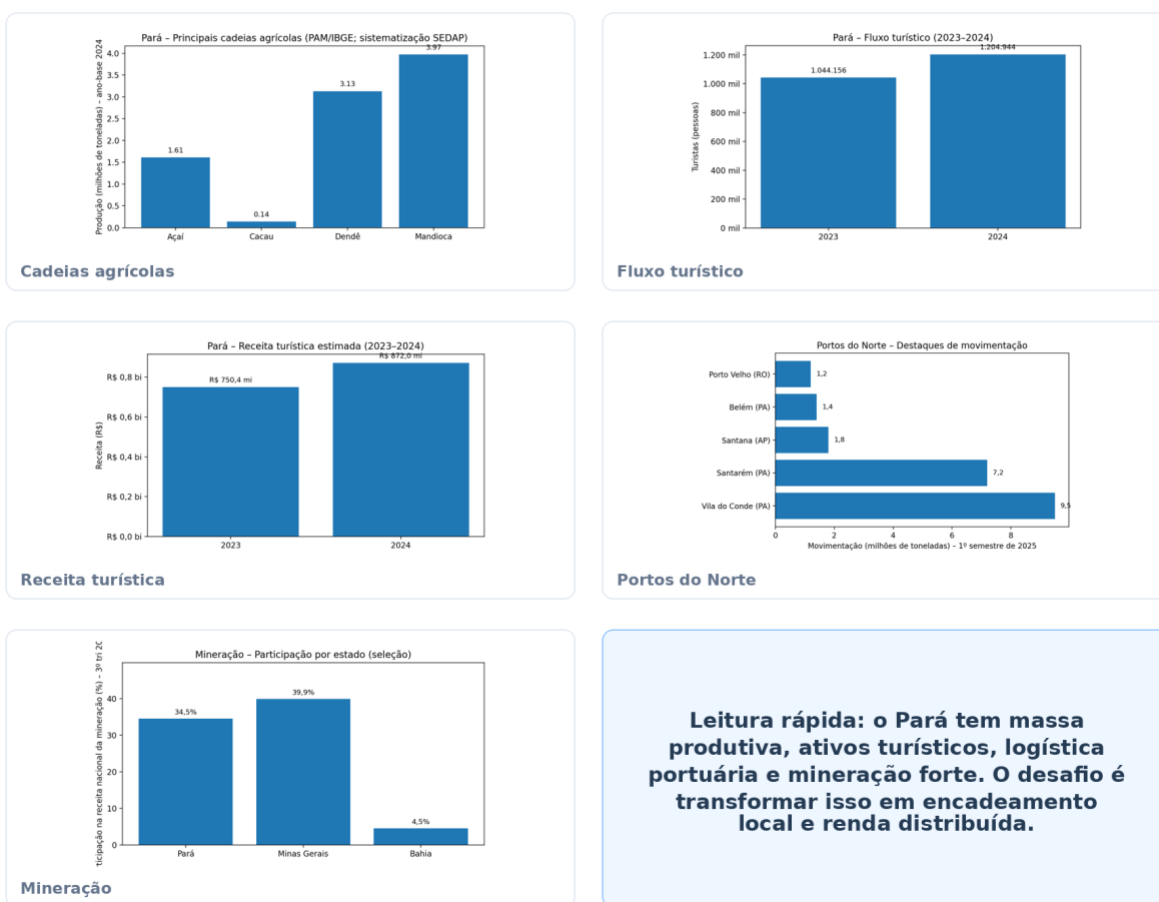 Pará – Principais cadeias agrícolas (PAM/IBGE; sistematização SEDAP)
Produção (milhões de toneladas) – ano-base 2024
4.0
3.5
3.0
2.5
2.0
1.5
1.0
0.5
0.0
1.61
0.14
3.13
3.97
Açaí
Cacau
Dendê
Mandioca
Cadeias agrícolas
Pará – Fluxo turístico (2023–2024)
Turistas (pessoas)
1.200 mil
1.000 mil
800 mil
600 mil
400 mil
200 mil
0 mil
1.044.156
1.204.944
2023
2024
Fluxo turístico
Pará – Receita turística estimada (2023–2024)
Receita (R$)
R$ 0,8 bi
R$ 0,6 bi
R$ 0,4 bi
R$ 0,2 bi
R$ 0,0 bi
R$ 750,4 mi
R$ 872,0 mi
2023
2024
Receita turística
Portos do Norte – Destaques de movimentação
Porto Velho (RO)
1,2
Belém (PA)
1,4
Santana (AP)
1,8
Santarém (PA)
7,2
Vila do Conde (PA)
9,5
0
2
4
6
8
Movimentação (milhões de toneladas) – 1º semestre de 2025
Portos do Norte
Mineração – Participação por estado (seleção)
ticipação na receita nacional da mineração (%) – 3º tri 20
40
30
20
10
0
34,5%
39,9%
4,5%
Pará
Minas Gerais
Bahia
Mineração
Leitura rápida: o Pará tem massa
produtiva, ativos turísticos, logística
portuária e mineração forte. O desafio é
transformar isso em encadeamento
local e renda distribuída.